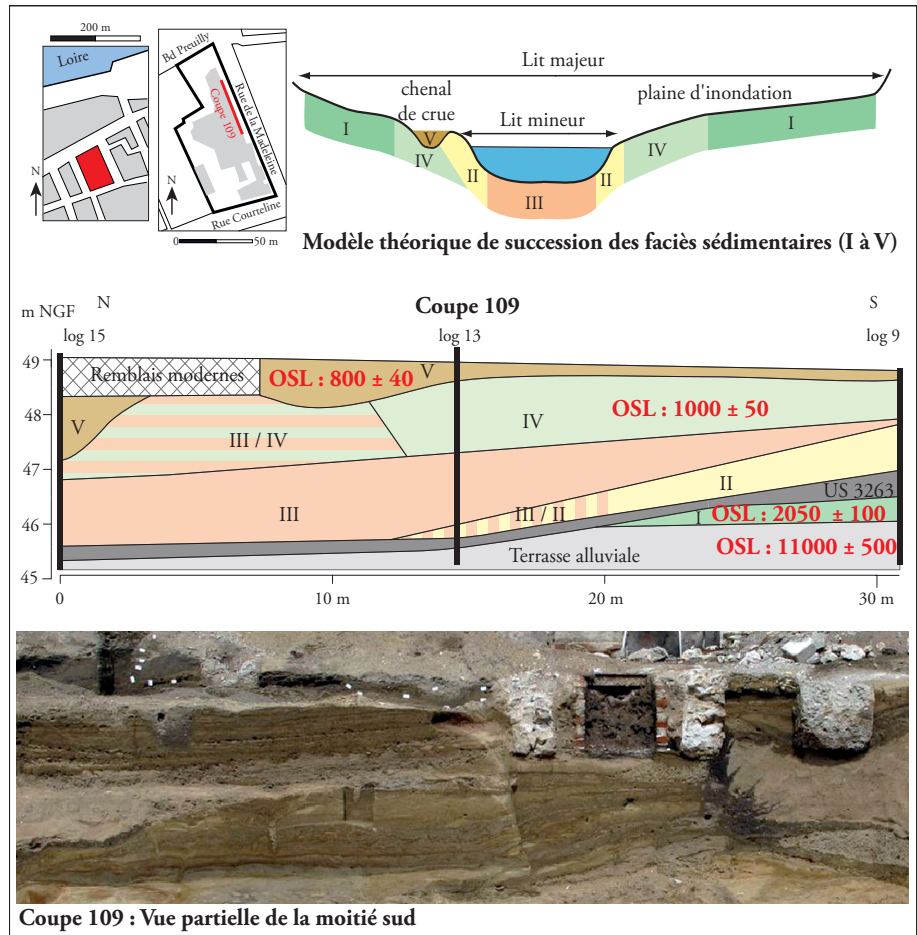 200 m
Loire
N
Bd Preuilly
Rue de la Madeleine
Coupe 109
N
Rue Courteline
0 50 m
Lit majeur
chenal
de crue
plaine d'inondation
Lit mineur
I
V
IV
II
III
II
IV
I
Modèle théorique de succession des faciès sédimentaires (I à V)
Coupe 109
m NGF
N
S
log 15
log 13
log 9
49
48
47
46
45
Remblais modernes
OSL : 800 ± 40
V
V
OSL : 1000 ± 50
III / IV
IV
II
US 3263
III
III / II
I
OSL : 2050 ± 100
OSL : 11000 ± 500
Terrasse alluviale
0
10 m
20 m
30 m
Coupe 109 : Vue partielle de la moitié sud